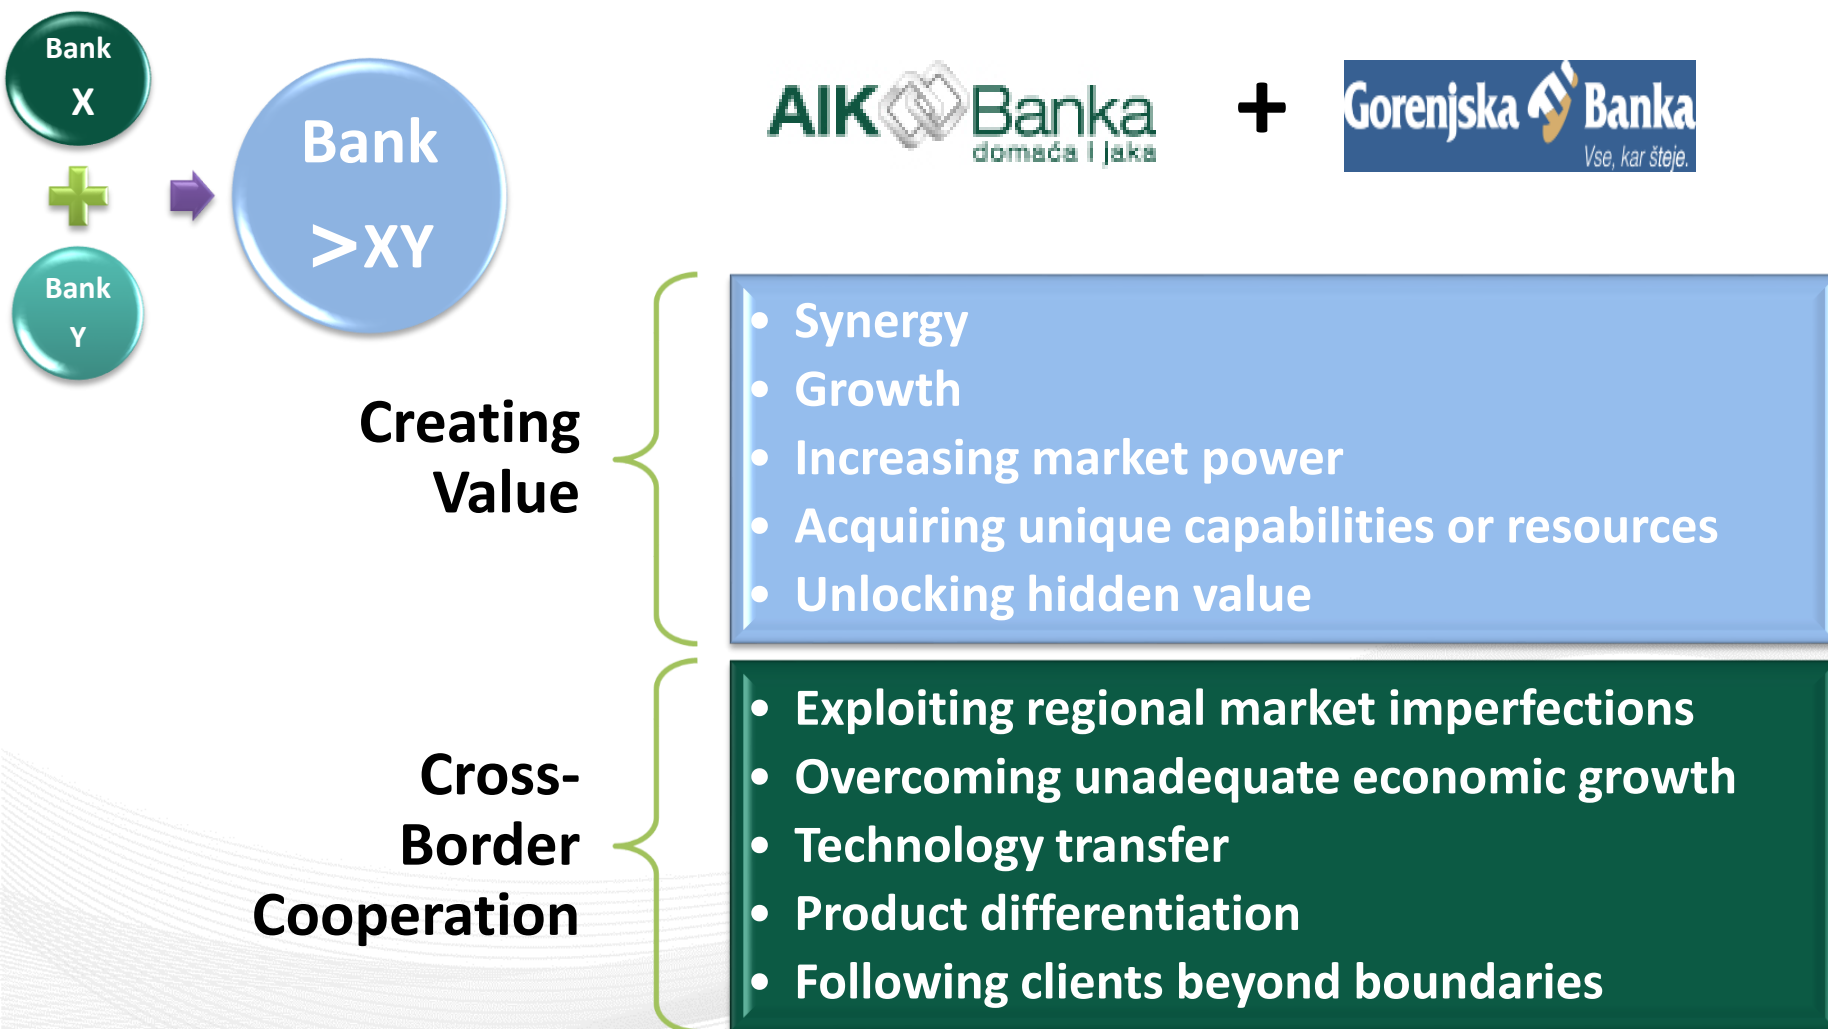 Bank
X
Bank
Y
Bank
>XY
AIK Banka
domaća i jaka
+
Gorenjska Banka
Vse, kar šteje.
Creating
Value
• Synergy
• Growth
• Increasing market power
• Acquiring unique capabilities or resources
• Unlocking hidden value
Cross-
Border
Cooperation
• Exploiting regional market imperfections
• Overcoming unadequate economic growth
• Technology transfer
• Product differentiation
• Following clients beyond boundaries